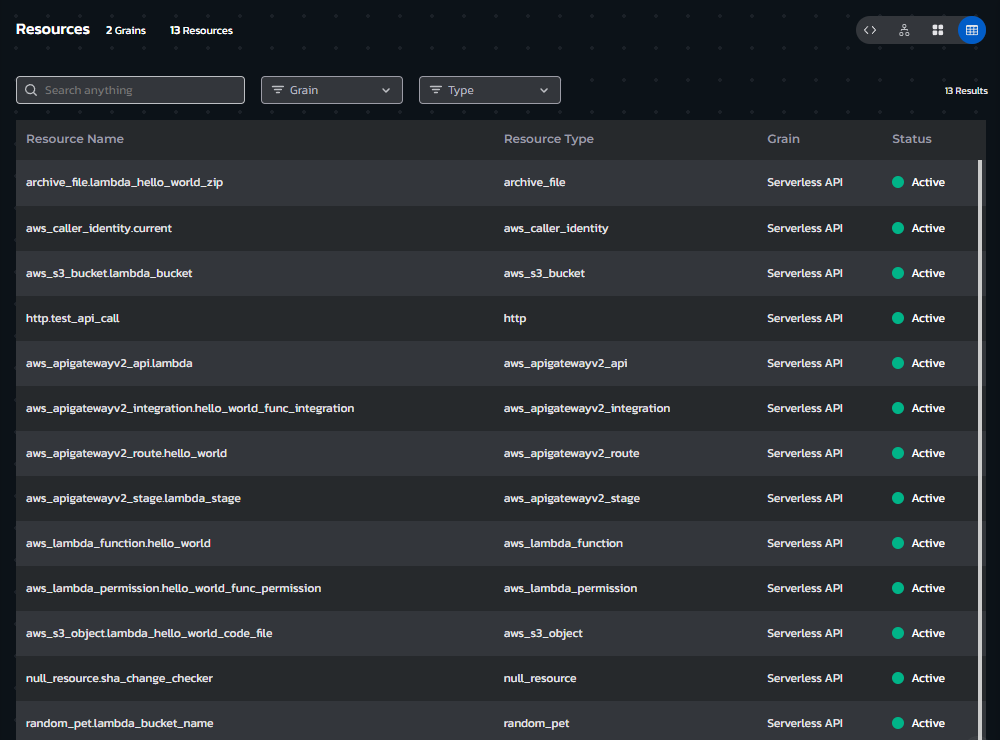 Resources 2 Grains 13 Resources
Search anything Grain Type 13 Results
Resource Name Resource Type Grain Status
archive_file.lambda_hello_world_zip archive_file Serverless API Active
aws_caller_identity.current aws_caller_identity Serverless API Active
aws_s3_bucket.lambda_bucket aws_s3_bucket Serverless API Active
http.test_api_call http Serverless API Active
aws_apigatewayv2_api.lambda aws_apigatewayv2_api Serverless API Active
aws_apigatewayv2_integration.hello_world_func_integration aws_apigatewayv2_integration Serverless API Active
aws_apigatewayv2_route.hello_world aws_apigatewayv2_route Serverless API Active
aws_apigatewayv2_stage.lambda_stage aws_apigatewayv2_stage Serverless API Active
aws_lambda_function.hello_world aws_lambda_function Serverless API Active
aws_lambda_permission.hello_world_func_permission aws_lambda_permission Serverless API Active
aws_s3_object.lambda_hello_world_code_file aws_s3_object Serverless API Active
null_resource.sha_change_checker null_resource Serverless API Active
random_pet.lambda_bucket_name random_pet Serverless API Active